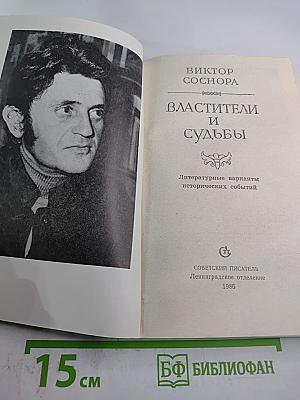 ВИКТОР
СОСНОРА
ВЛАСТИТЕЛИ
И
СУДЬБЫ
Литературные варианты
исторических событий
СОВЕТСКИЙ ПИСАТЕЛЬ
Ленинградское отделение
1986
15 см
БФ БИБЛИОФАН